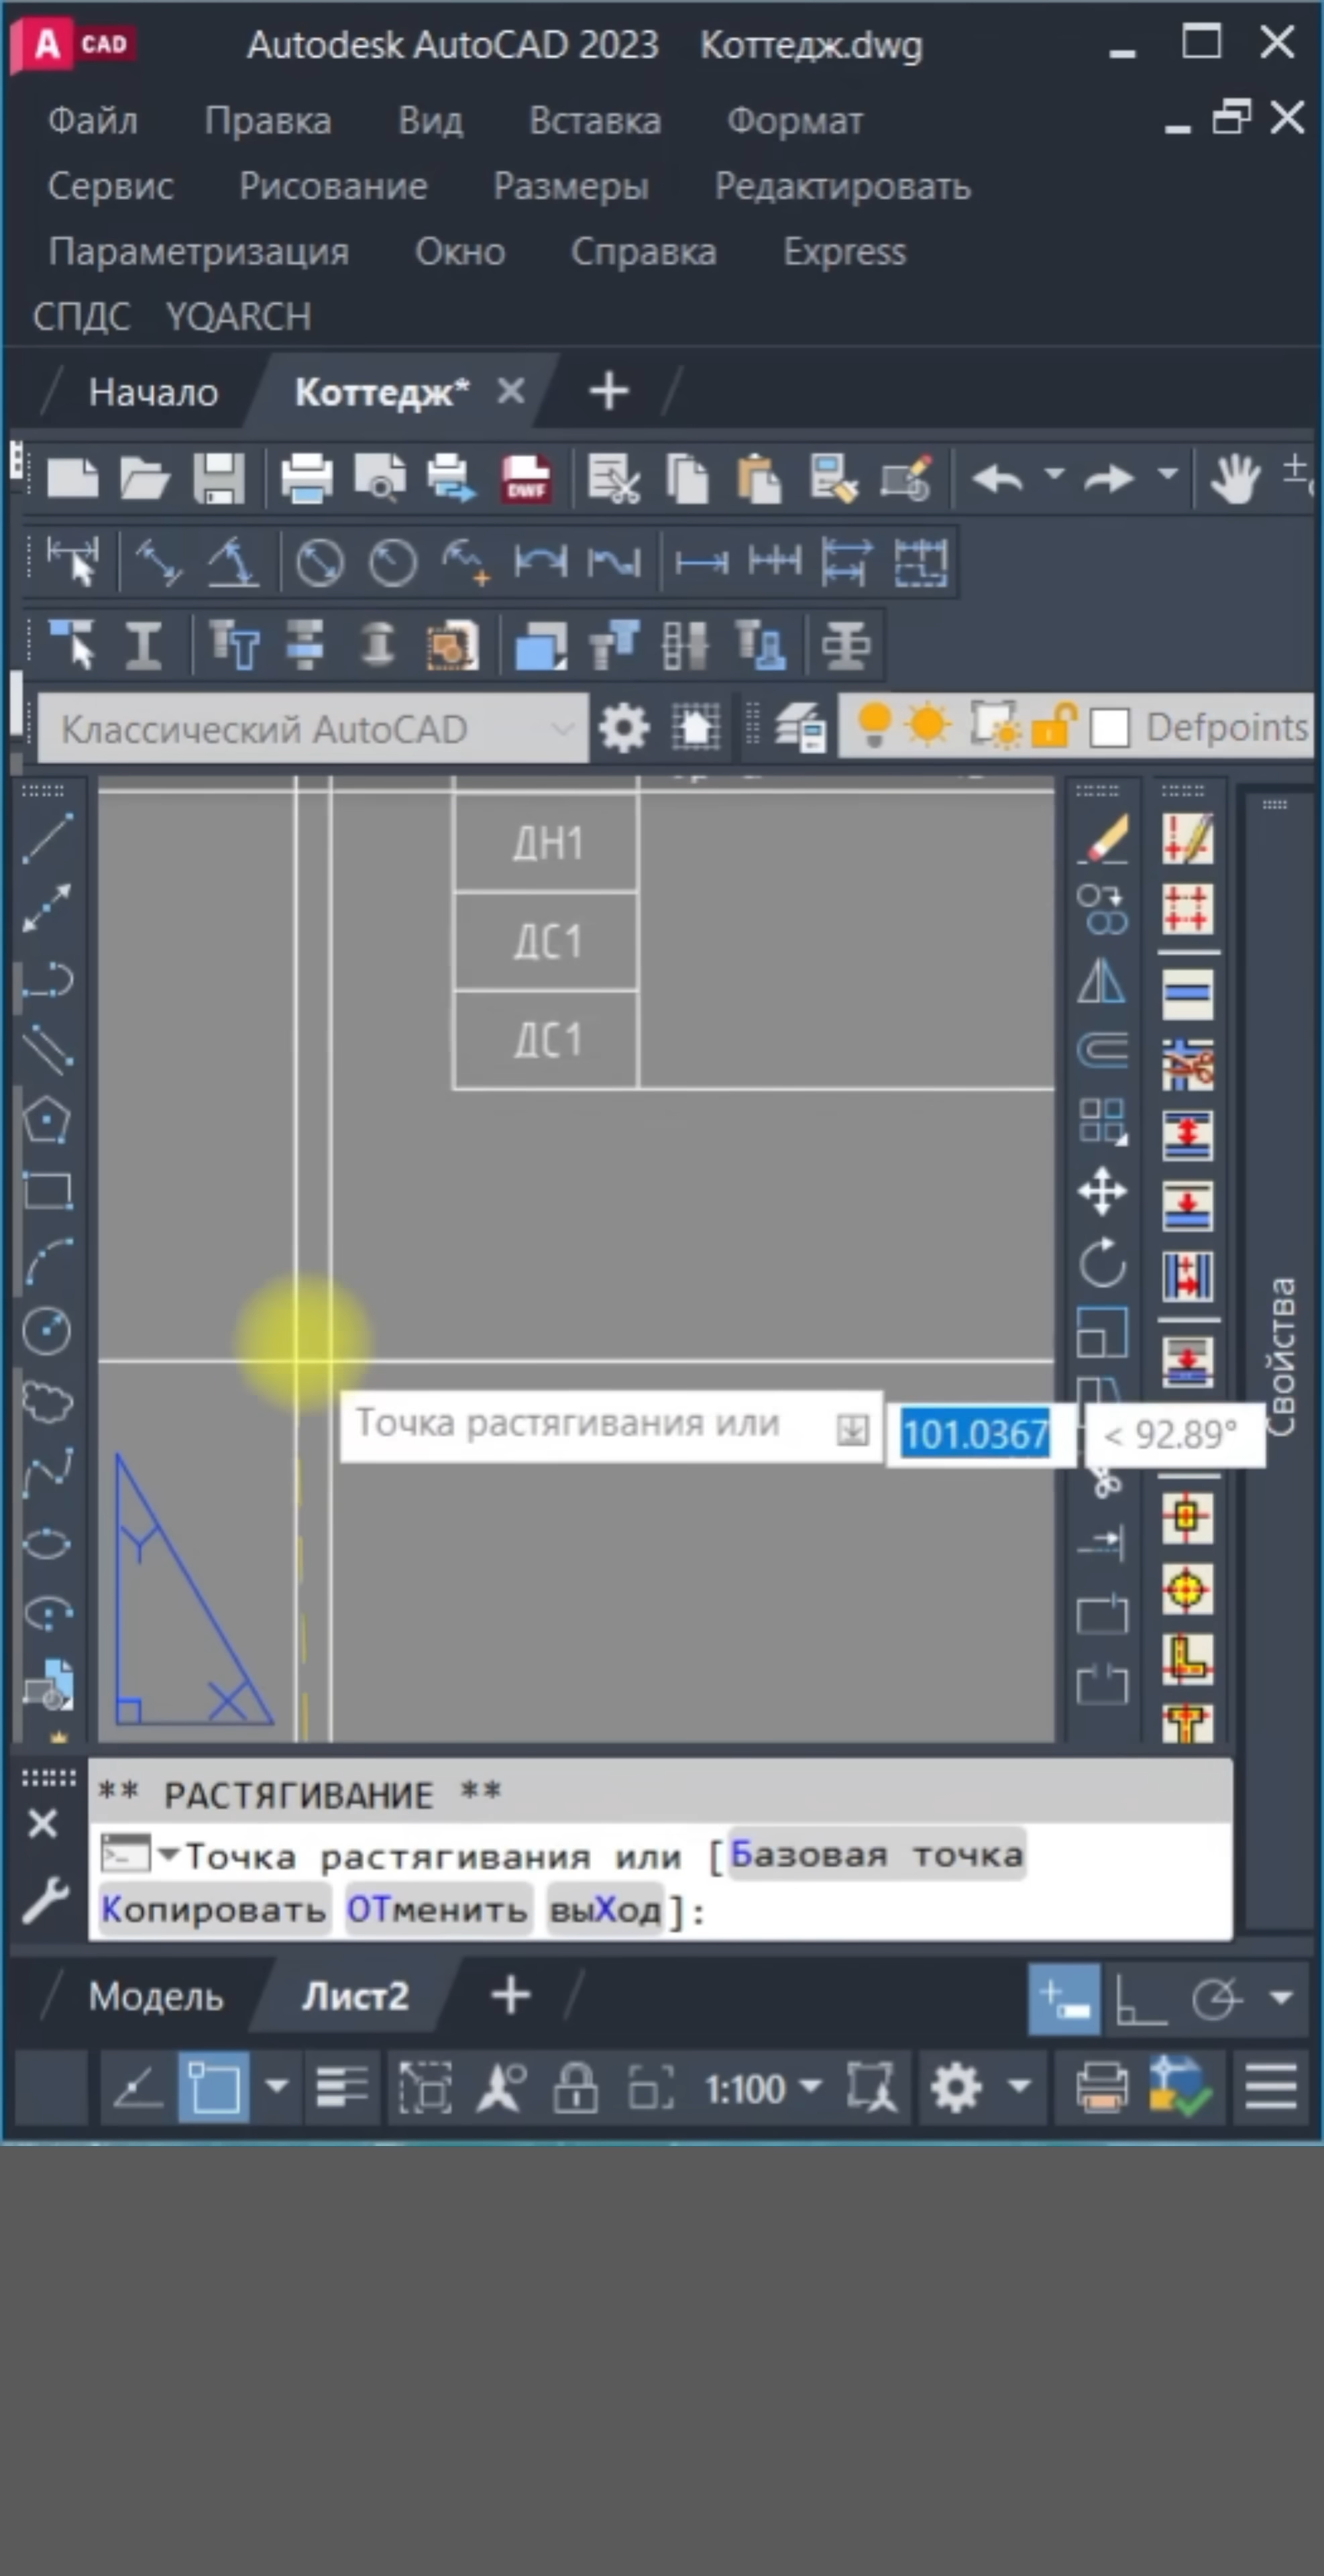 A CAD Autodesk AutoCAD 2023 Коттедж.dwg
Файл Правка Вид Вставка Формат
Сервис Рисование Размеры Редактировать
Параметризация Окно Справка Express
СПДС YQARCH
Начало Коттедж* +
DWF
Классический AutoCAD Defpoints
ДН1
ДС1
ДС1
Свойства
Точка растягивания или 101.0367 < 92.89°
Y
X
** РАСТЯГИВАНИЕ **
Точка растягивания или [Базовая точка
Копировать ОТменить выХод]:
Модель Лист2 +
1:100